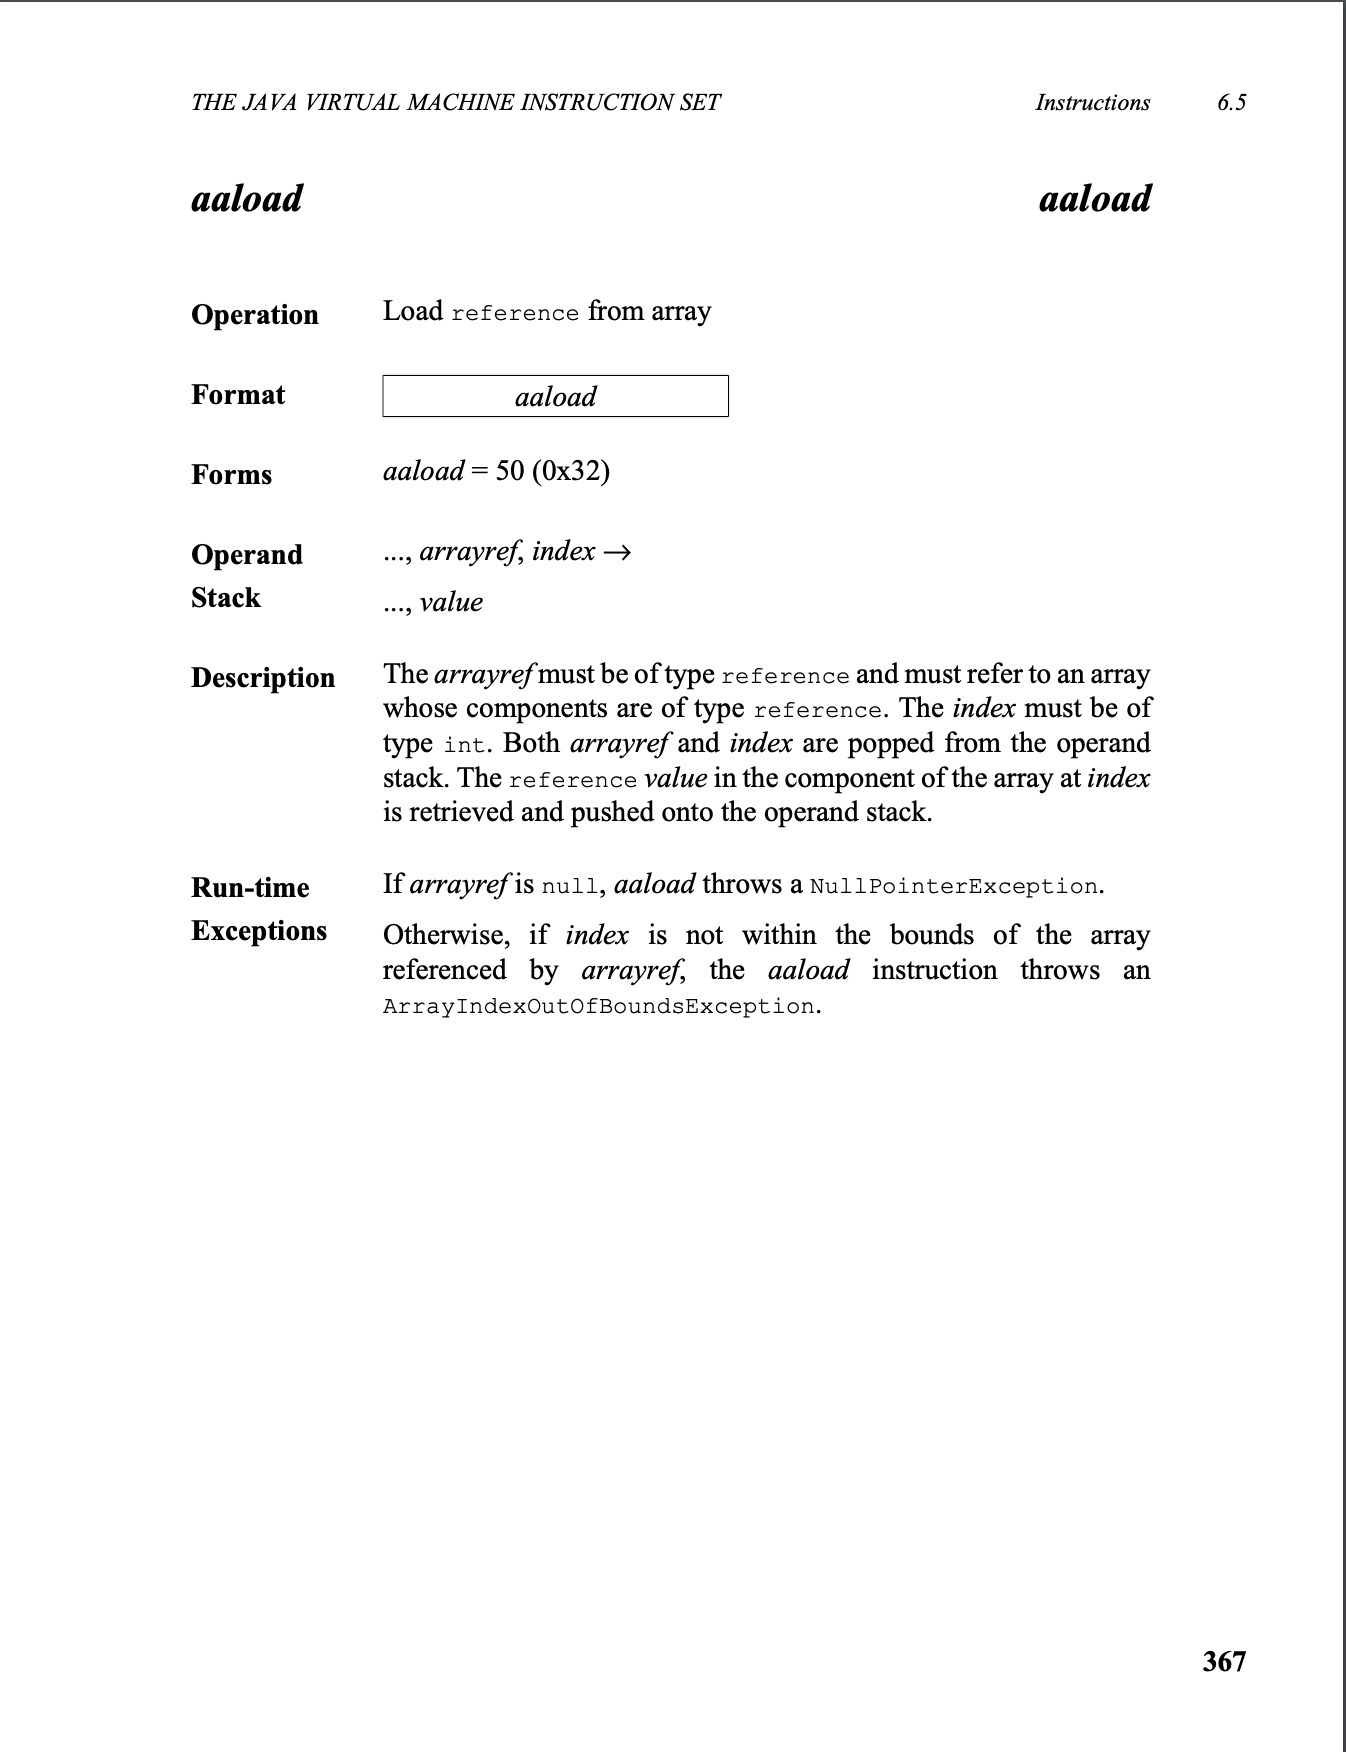 THE JAVA VIRTUAL MACHINE INSTRUCTION SET Instructions 6.5
aaload aaload
Operation Load reference from array
Format aaload
Forms aaload = 50 (0x32)
Operand ..., arrayref, index →
Stack ..., value
Description The arrayref must be of type reference and must refer to an array
whose components are of type reference. The index must be of
type int. Both arrayref and index are popped from the operand
stack. The reference value in the component of the array at index
is retrieved and pushed onto the operand stack.
Run-time If arrayref is null, aaload throws a NullPointerException.
Exceptions Otherwise, if index is not within the bounds of the array
referenced by arrayref, the aaload instruction throws an
ArrayIndexOutOfBoundsException.
367